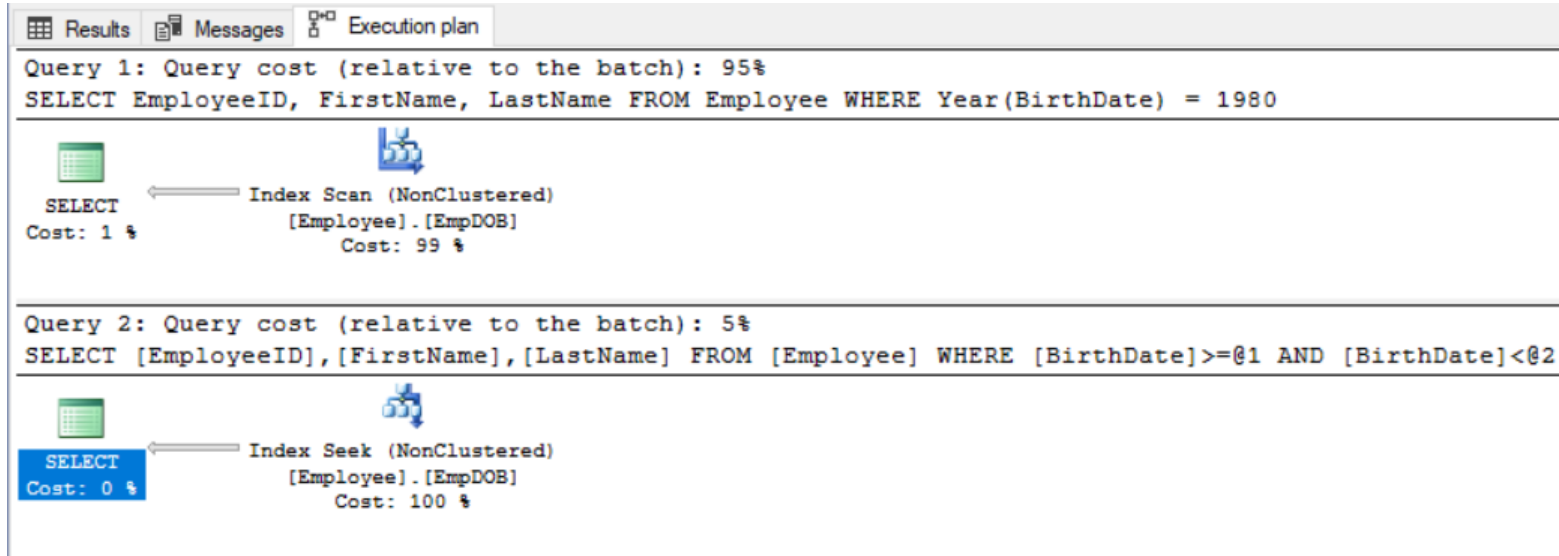 Results Messages Execution plan
Query 1: Query cost (relative to the batch): 95%
SELECT EmployeeID, FirstName, LastName FROM Employee WHERE Year(BirthDate) = 1980
SELECT
Cost: 1 %
Index Scan (NonClustered)
[Employee].[EmpDOB]
Cost: 99 %
Query 2: Query cost (relative to the batch): 5%
SELECT [EmployeeID],[FirstName],[LastName] FROM [Employee] WHERE [BirthDate]>=@1 AND [BirthDate]<@2
SELECT
Cost: 0 %
Index Seek (NonClustered)
[Employee].[EmpDOB]
Cost: 100 %